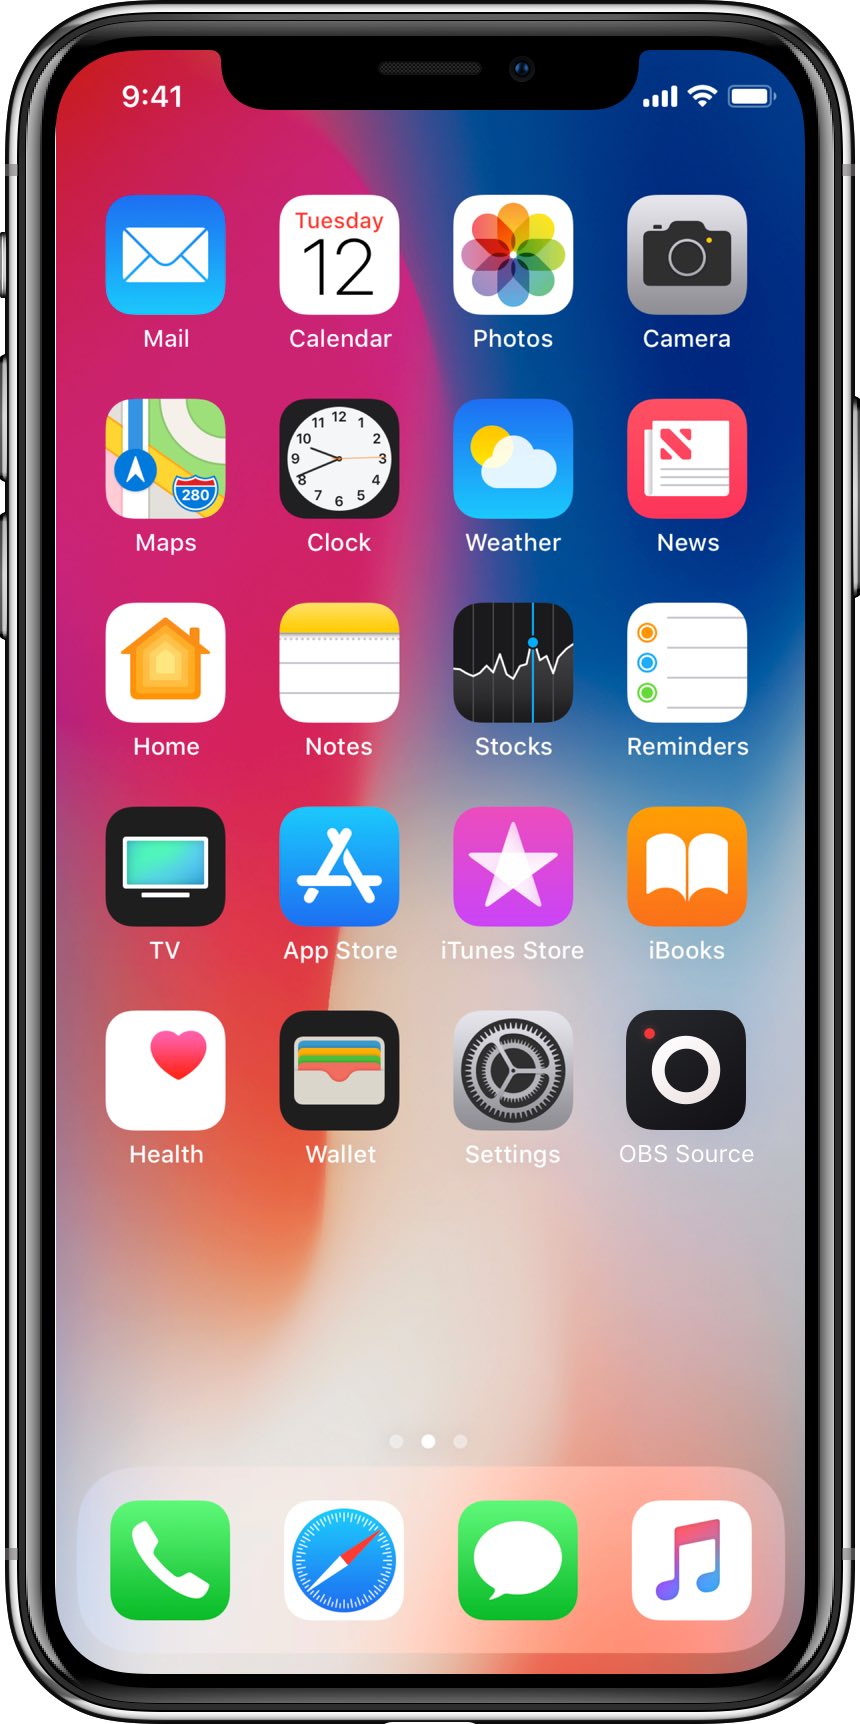 9:41
Tuesday
12
Mail
Calendar
Photos
Camera
12
11
1
10
2
9
3
8
4
7
5
6
280
Maps
Clock
Weather
News
Home
Notes
Stocks
Reminders
TV
App Store
iTunes Store
iBooks
Health
Wallet
Settings
OBS Source